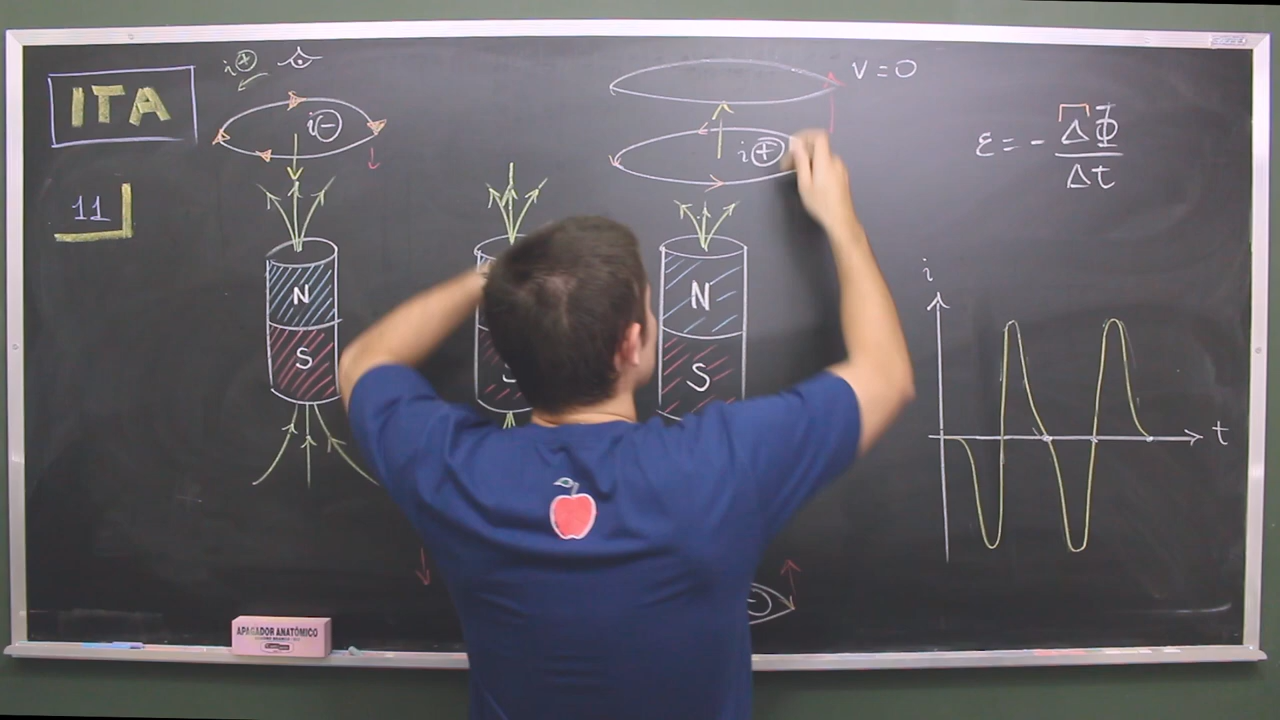 ITA
11
i⊕
i⊖
N
S
V = 0
i⊕
N
S
ε = - ΔΦ/Δt
i
t
APAGADOR ANATÔMICO